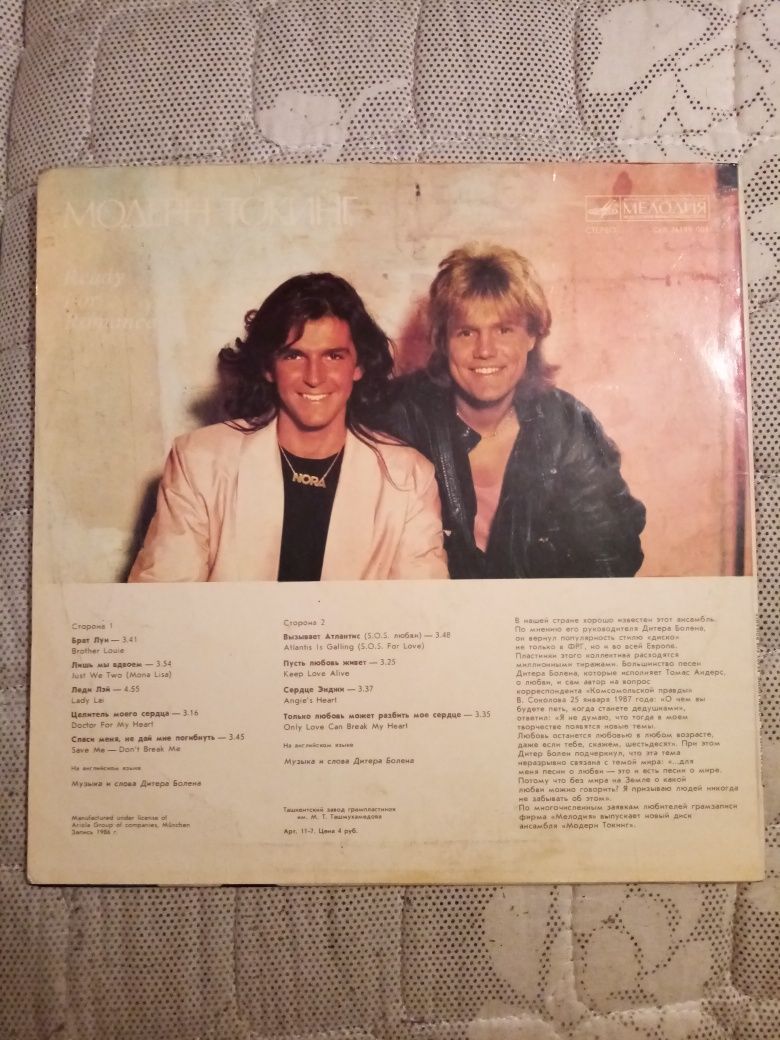 МОДЕРН ТОКИНГ
МЕЛОДИЯ
СТЕРЕО
Ready
for
Romance
NORA
Сторона 1
Брат Луи — 3.41
Brother Louie
Лишь мы вдвоем — 3.54
Just We Two (Mona Lisa)
Леди Лэй — 4.55
Lady Lai
Целитель моего сердца — 3.16
Doctor For My Heart
Спаси меня, не дай мне погибнуть — 3.45
Save Me — Don't Break Me
На английском языке
Музыка и слова Дитера Болена
Manufactured under license of
Ariola Group of companies, München
Запись 1986 г.
Сторона 2
Вызывает Атлантис (S.O.S. любви) — 3.48
Atlantis Is Galling (S.O.S. For Love)
Пусть любовь живет — 3.25
Keep Love Alive
Сердце Энджи — 3.37
Angie's Heart
Только любовь может разбить мое сердце — 3.35
Only Love Can Break My Heart
На английском языке
Музыка и слова Дитера Болена
Ташкентский завод грампластинок
им. М. Т. Ташмухамедова
Арт. 11-7. Цена 4 руб.
В нашей стране хорошо известен этот ансамбль.
По мнению его руководителя Дитера Болена,
он вернул популярность стилю «диско»
не только в ФРГ, но и во всей Европе.
Пластинки этого коллектива расходятся
миллионными тиражами. Большинство песен
Дитера Болена, которые исполняет Томас Андерс,
о любви, и сам автор на вопрос
корреспондента «Комсомольской правды»
В. Соколова 25 января 1987 года: «О чем вы
будете петь, когда станете дедушками»,
ответил: «Я не думаю, что тогда в моем
творчестве появятся новые темы.
Любовь останется любовью в любом возрасте,
даже если тебе, скажем, шестьдесят». При этом
Дитер Болен подчеркнул, что эта тема
неразрывно связана с темой мира: «...для
меня песни о любви — это и есть песни о мире.
Потому что без мира на Земле о какой
любви можно говорить? Я призываю людей никогда
не забывать об этом».
По многочисленным заявкам любителей грамзаписи
фирма «Мелодия» выпускает новый диск
ансамбля «Модерн Токинг».